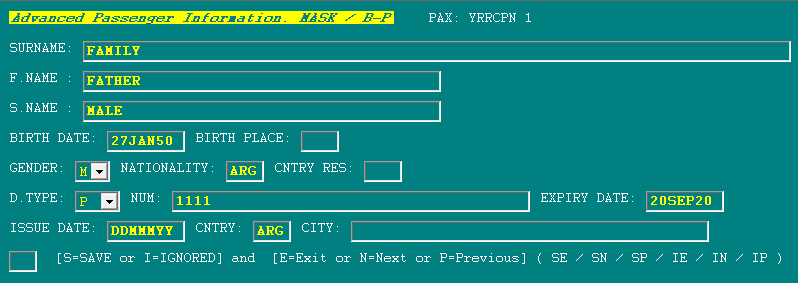 Advanced Passenger Information. MASK / B-P PAX: YRRCPN 1
SURNAME: FAMILY
F.NAME : FATHER
S.NAME : MALE
BIRTH DATE: 27JAN50 BIRTH PLACE:
GENDER: M NATIONALITY: ARG CNTRY RES:
D.TYPE: P NUM: 1111 EXPIRY DATE: 20SEP20
ISSUE DATE: DDMMMYY CNTRY: ARG CITY:
[S=SAVE or I=IGNORED] and [E=Exit or N=Next or P=Previous] ( SE / SN / SP / IE / IN / IP )